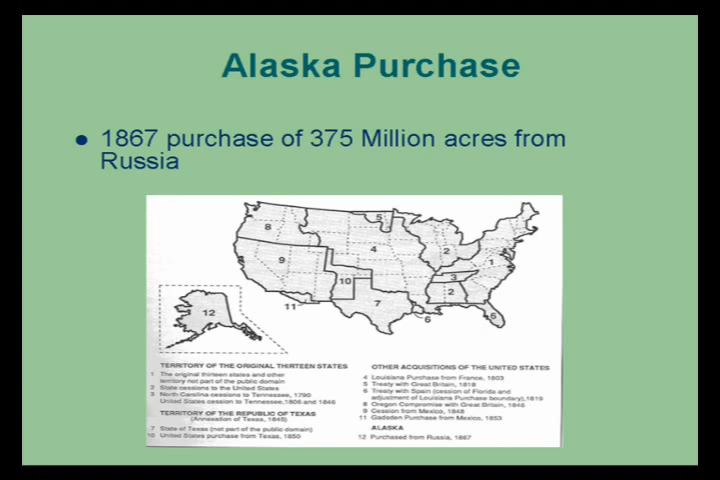 Alaska Purchase
1867 purchase of 375 Million acres from
Russia
5
8
4
2
9
1
3
10
2
7
11
12
6
6
TERRITORY OF THE ORIGINAL THIRTEEN STATES
1 The original thirteen states and other
territory not part of the public domain
2 State cessions to the United States
3 North Carolina cessions to Tennessee, 1790
United States cession to Tennessee, 1806 and 1846
TERRITORY OF THE REPUBLIC OF TEXAS
(Annexation of Texas, 1845)
7 State of Texas (not part of the public domain)
10 United States purchase from Texas, 1850
OTHER ACQUISITIONS OF THE UNITED STATES
4 Louisiana Purchase from France, 1803
5 Treaty with Great Britain, 1818
6 Treaty with Spain (cession of Florida and
adjustment of Louisiana Purchase boundary), 1819
8 Oregon Compromise with Great Britain, 1846
9 Cession from Mexico, 1848
11 Gadsden Purchase from Mexico, 1853
ALASKA
12 Purchased from Russia, 1867